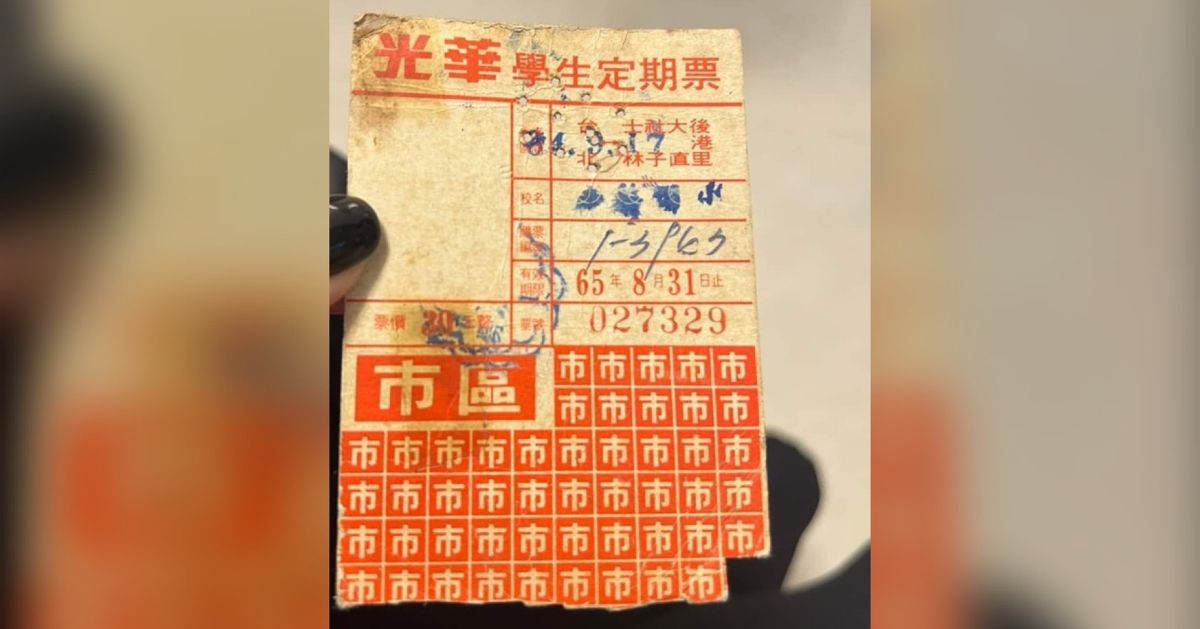 光華學生定期票
台 士社大後
港
北 林子直里
9.17
校名
有效
期限
65年8月31日止
票價
票號
027329
市區
市市市市市
市市市市市
市市市市市市市市市市
市市市市市市市市市市
市市市市市市市市市市
市市市市市市市市市